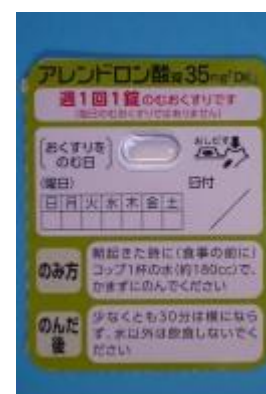 アレンドロン酸錠35mg「DK」
週1回1錠のむおくすりです
(毎日のむおくすりではありません)
おくすりを
のむ日
おしだす
(曜日)
日付
日 月 火 水 木 金 土
のみ方
朝起きた時に(食事の前に)
コップ1杯の水(約180cc)で、
かまずにのんでください
のんだ
後
少なくとも30分は横になら
ず、水以外は飲食しないでく
ださい